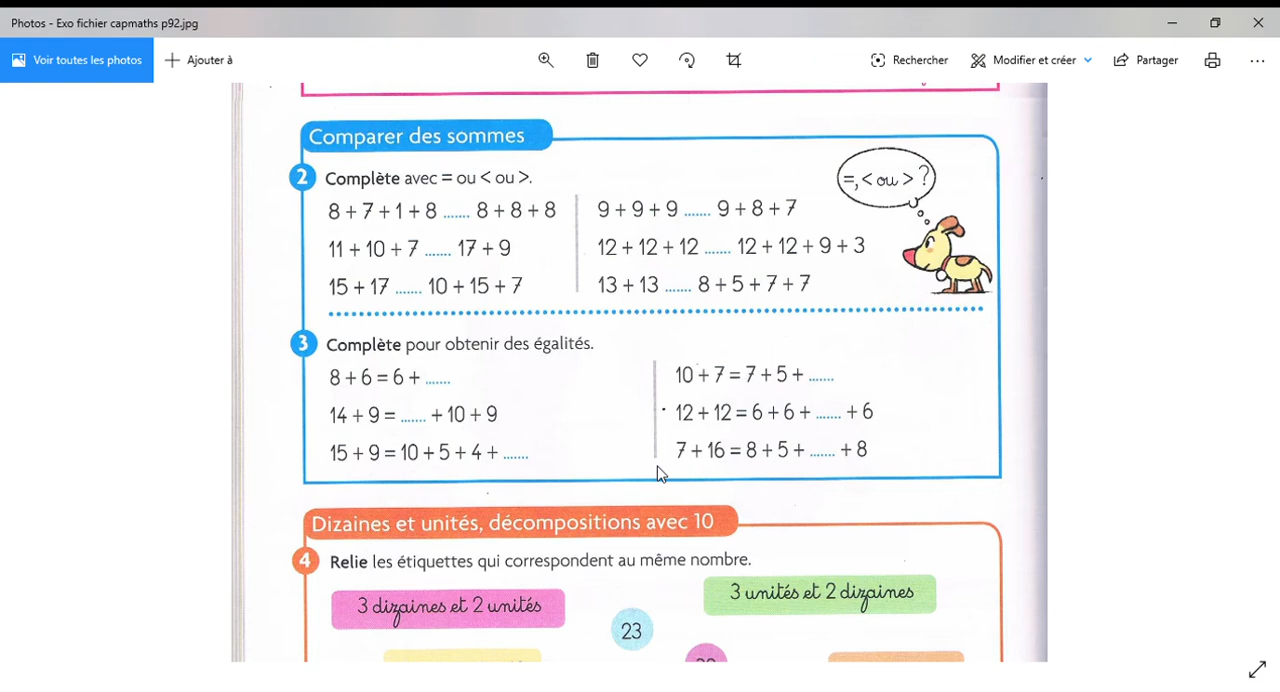 Photos - Exo fichier capmaths p92.jpg
Voir toutes les photos
Ajouter à
Rechercher
Modifier et créer
Partager
Comparer des sommes
2 Complète avec = ou < ou >.
=, < ou > ?
8 + 7 + 1 + 8 ....... 8 + 8 + 8
11 + 10 + 7 ....... 17 + 9
15 + 17 ....... 10 + 15 + 7
9 + 9 + 9 ....... 9 + 8 + 7
12 + 12 + 12 ....... 12 + 12 + 9 + 3
13 + 13 ....... 8 + 5 + 7 + 7
3 Complète pour obtenir des égalités.
8 + 6 = 6 + .......
14 + 9 = ....... + 10 + 9
15 + 9 = 10 + 5 + 4 + .......
10 + 7 = 7 + 5 + .......
12 + 12 = 6 + 6 + ....... + 6
7 + 16 = 8 + 5 + ....... + 8
Dizaines et unités, décompositions avec 10
4 Relie les étiquettes qui correspondent au même nombre.
3 dizaines et 2 unités
3 unités et 2 dizaines
23